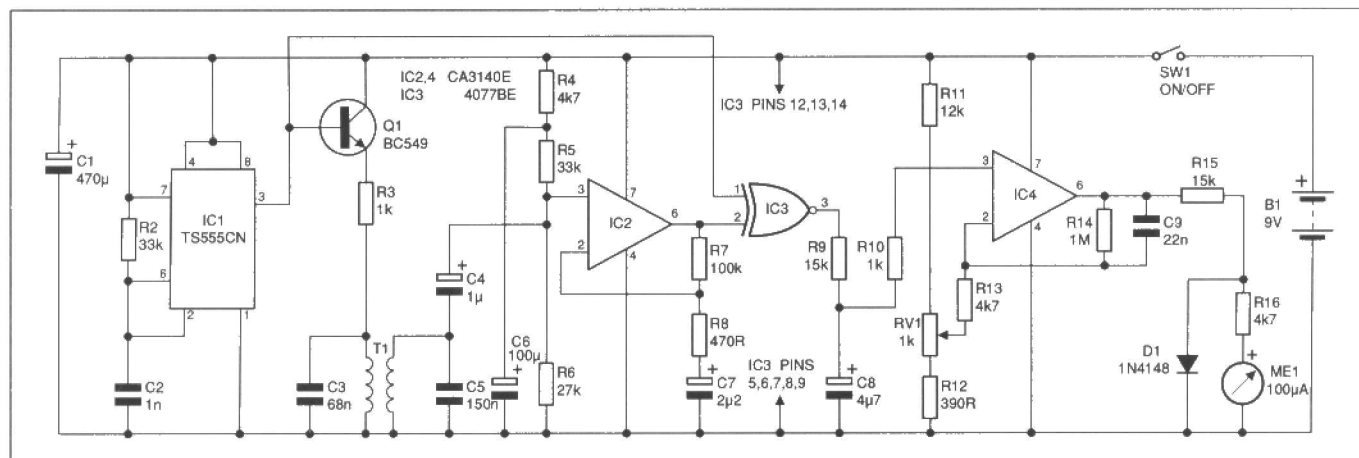 SW1
ON/OFF
IC2,4 CA3140E
IC3 4077BE
R4
4k7
IC3 PINS 12,13,14
R11
12k
Q1
BC549
C1
470µ
+
4
8
7
3
IC1
TS555CN
R2
33k
6
2
1
R3
1k
R5
33k
3
7
IC2
6
2
4
1
2
IC3
3
3
7
IC4
6
2
4
R15
15k
+
B1
9V
R7
100k
R9
15k
R10
1k
R14
1M
C9
22n
+
C4
1µ
R8
470R
R13
4k7
RV1
1k
R16
4k7
C2
1n
C3
68n
T1
C5
150n
C6
100µ
+
R6
27k
+
C7
2µ2
IC3 PINS
5,6,7,8,9
+
C8
4µ7
R12
390R
D1
1N4148
+
ME1
100µA